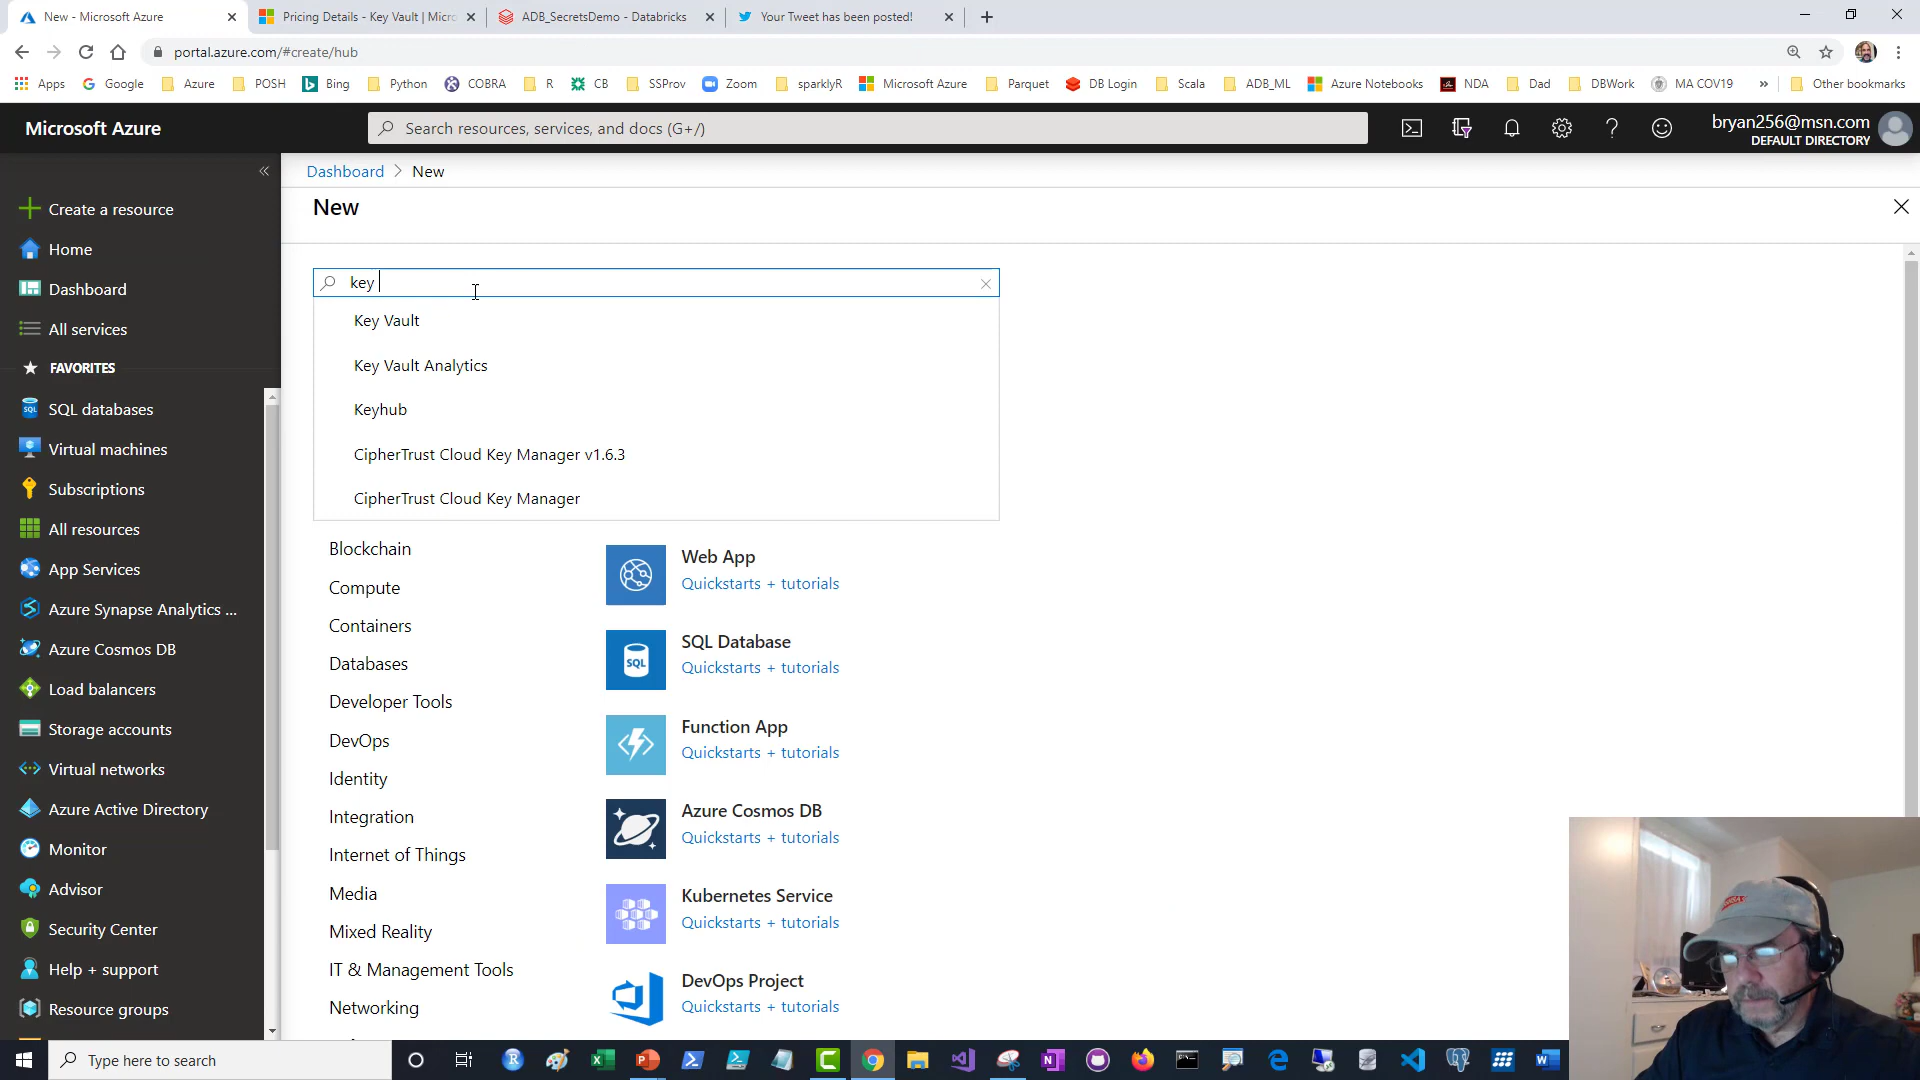 New - Microsoft Azure
Pricing Details - Key Vault | Micro
ADB_SecretsDemo - Databricks
Your Tweet has been posted!
portal.azure.com/#create/hub
Apps
Google
Azure
POSH
Bing
Python
COBRA
R
CB
SSProv
Zoom
sparklyR
Microsoft Azure
Parquet
DB Login
Scala
ADB_ML
Azure Notebooks
NDA
Dad
DBWork
MA COV19
»
Other bookmarks
Microsoft Azure
Search resources, services, and docs (G+/)
bryan256@msn.com
DEFAULT DIRECTORY
Dashboard > New
New
key
Key Vault
Key Vault Analytics
Keyhub
CipherTrust Cloud Key Manager v1.6.3
CipherTrust Cloud Key Manager
Create a resource
Home
Dashboard
All services
FAVORITES
SQL databases
Virtual machines
Subscriptions
All resources
App Services
Azure Synapse Analytics ...
Azure Cosmos DB
Load balancers
Storage accounts
Virtual networks
Azure Active Directory
Monitor
Advisor
Security Center
Help + support
Resource groups
Blockchain
Compute
Containers
Databases
Developer Tools
DevOps
Identity
Integration
Internet of Things
Media
Mixed Reality
IT & Management Tools
Networking
Web App
Quickstarts + tutorials
SQL Database
Quickstarts + tutorials
Function App
Quickstarts + tutorials
Azure Cosmos DB
Quickstarts + tutorials
Kubernetes Service
Quickstarts + tutorials
DevOps Project
Quickstarts + tutorials
Type here to search